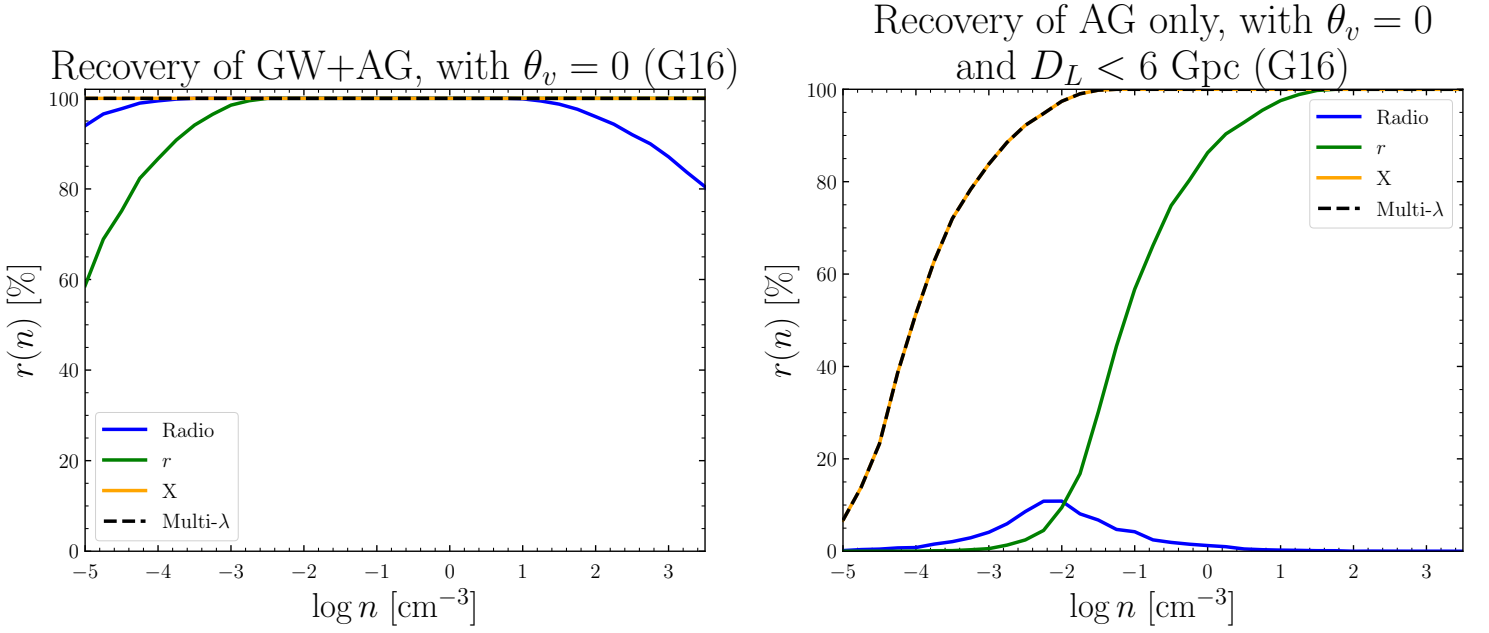 Recovery of GW+AG, with θ_v = 0 (G16)
100
80
60
40
20
0
−5
−4
−3
−2
−1
0
1
2
3
r(n) [%]
log n [cm⁻³]
Radio
r
X
Multi-λ
Recovery of AG only, with θ_v = 0
and D_L < 6 Gpc (G16)
100
80
60
40
20
0
−5
−4
−3
−2
−1
0
1
2
3
r(n) [%]
log n [cm⁻³]
Radio
r
X
Multi-λ